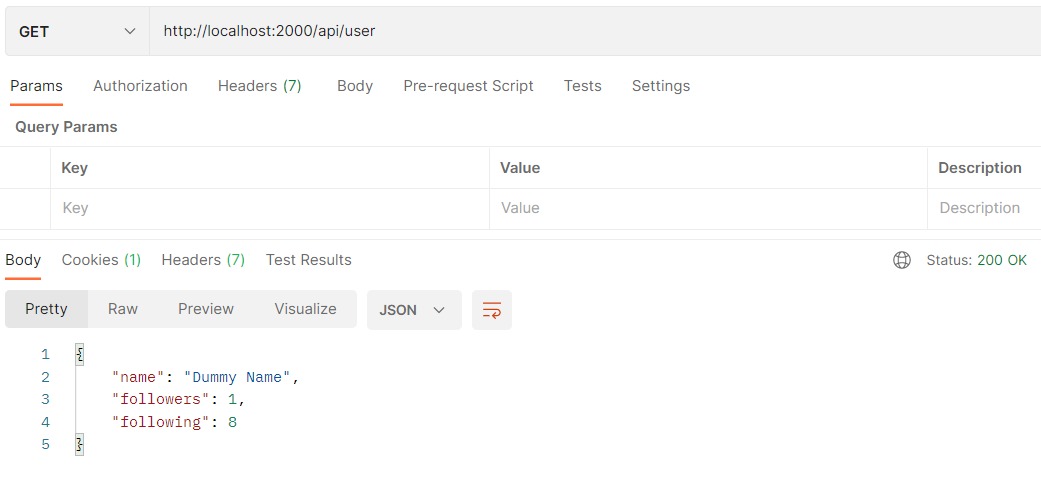 GET http://localhost:2000/api/user
Params Authorization Headers (7) Body Pre-request Script Tests Settings
Query Params
Key Value Description
Key Value Description
Body Cookies (1) Headers (7) Test Results Status: 200 OK
Pretty Raw Preview Visualize JSON
1 {
2 "name": "Dummy Name",
3 "followers": 1,
4 "following": 8
5 }